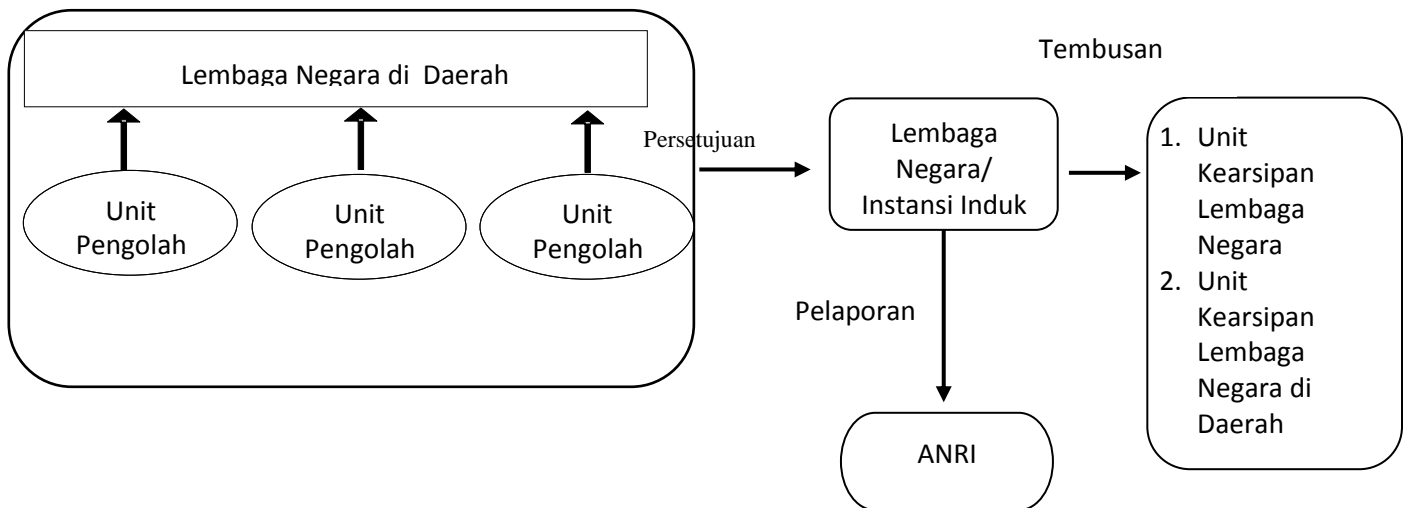 Lembaga Negara di Daerah
Unit
Pengolah
Unit
Pengolah
Unit
Pengolah
Persetujuan
Lembaga
Negara/
Instansi Induk
Tembusan
1. Unit
Kearsipan
Lembaga
Negara
2. Unit
Kearsipan
Lembaga
Negara di
Daerah
Pelaporan
ANRI